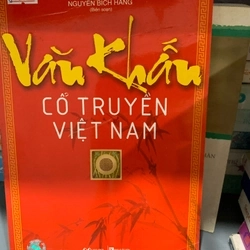 NGUYỄN BÍCH HẰNG
(Biên soạn)
Văn Khấn
CỔ TRUYỀN
VIỆT NAM